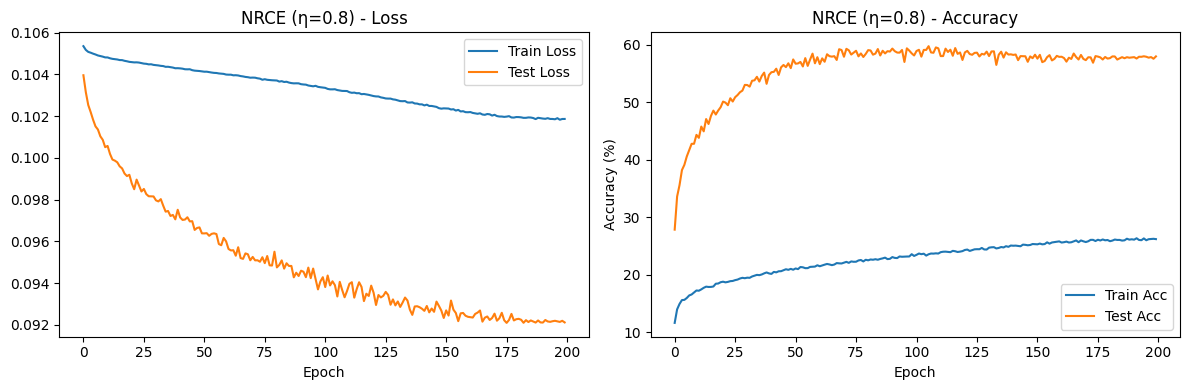 NRCE (η=0.8) - Loss
0.106
0.104
0.102
0.100
0.098
0.096
0.094
0.092
Train Loss
Test Loss
0 25 50 75 100 125 150 175 200
Epoch
NRCE (η=0.8) - Accuracy
Accuracy (%)
60
50
40
30
20
10
Train Acc
Test Acc
0 25 50 75 100 125 150 175 200
Epoch